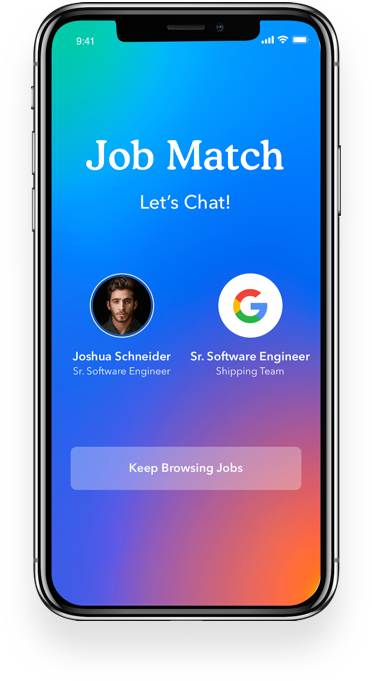 9:41
Job Match
Let's Chat!
Joshua Schneider
Sr. Software Engineer
Sr. Software Engineer
Shipping Team
Keep Browsing Jobs